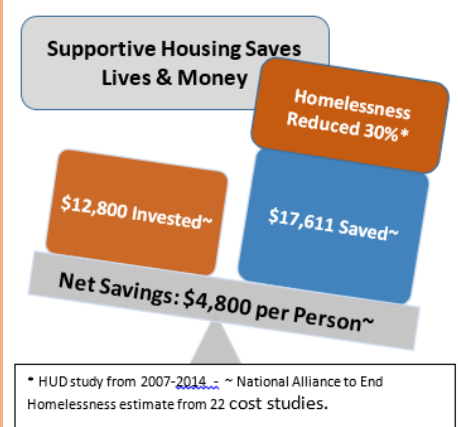 Supportive Housing Saves
Lives & Money
Homelessness
Reduced 30%*
$12,800 Invested~
$17,611 Saved~
Net Savings: $4,800 per Person~
* HUD study from 2007-2014 - ~ National Alliance to End
Homelessness estimate from 22 cost studies.